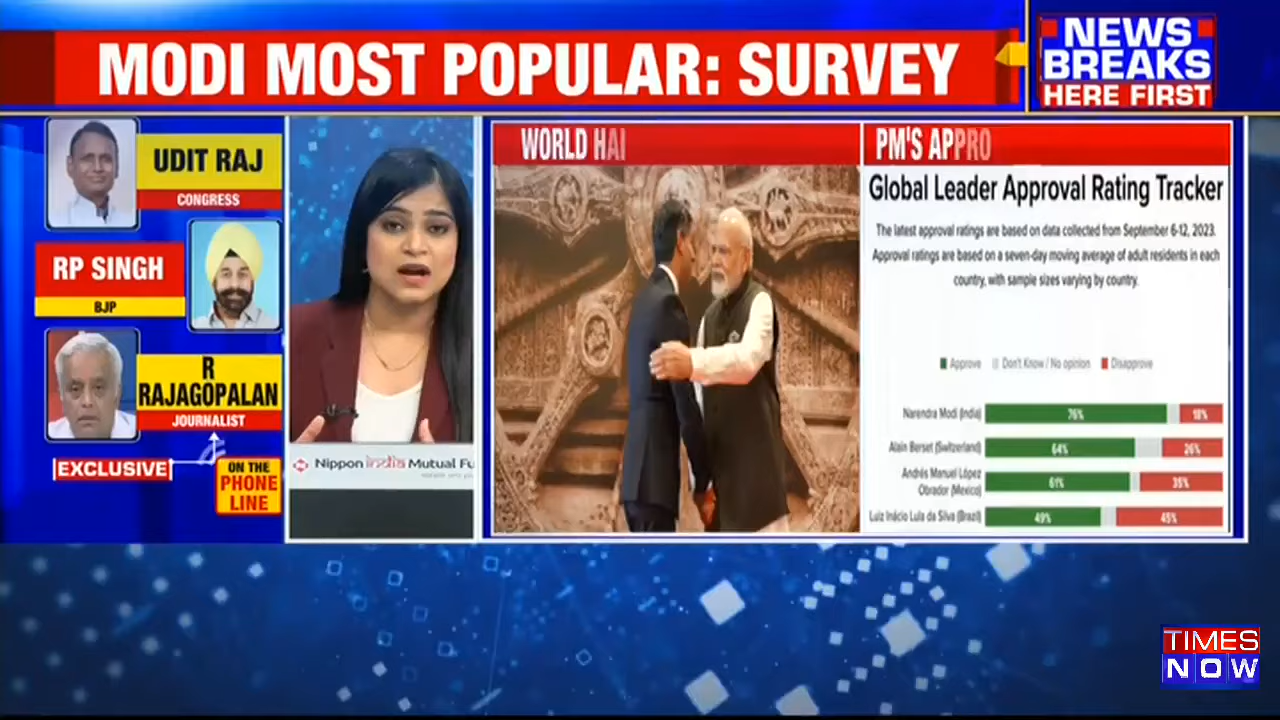 MODI MOST POPULAR: SURVEY
NEWS
BREAKS
HERE FIRST
UDIT RAJ
CONGRESS
RP SINGH
BJP
R
RAJAGOPALAN
JOURNALIST
EXCLUSIVE
ON THE
PHONE
LINE
Nippon india Mutual Fu
WORLD HAI
PM'S APPRO
Global Leader Approval Rating Tracker
The latest approval ratings are based on data collected from September 6-12, 2023.
Approval ratings are based on a seven-day moving average of adult residents in each
country, with sample sizes varying by country.
Approve Don't Know / No opinion Disapprove
Narendra Modi (India) 76% 18%
Alain Berset (Switzerland) 64% 26%
Andrés Manuel López
Obrador (Mexico) 61% 35%
Luiz Inácio Lula da Silva (Brazil) 49% 45%
TIMES
NOW